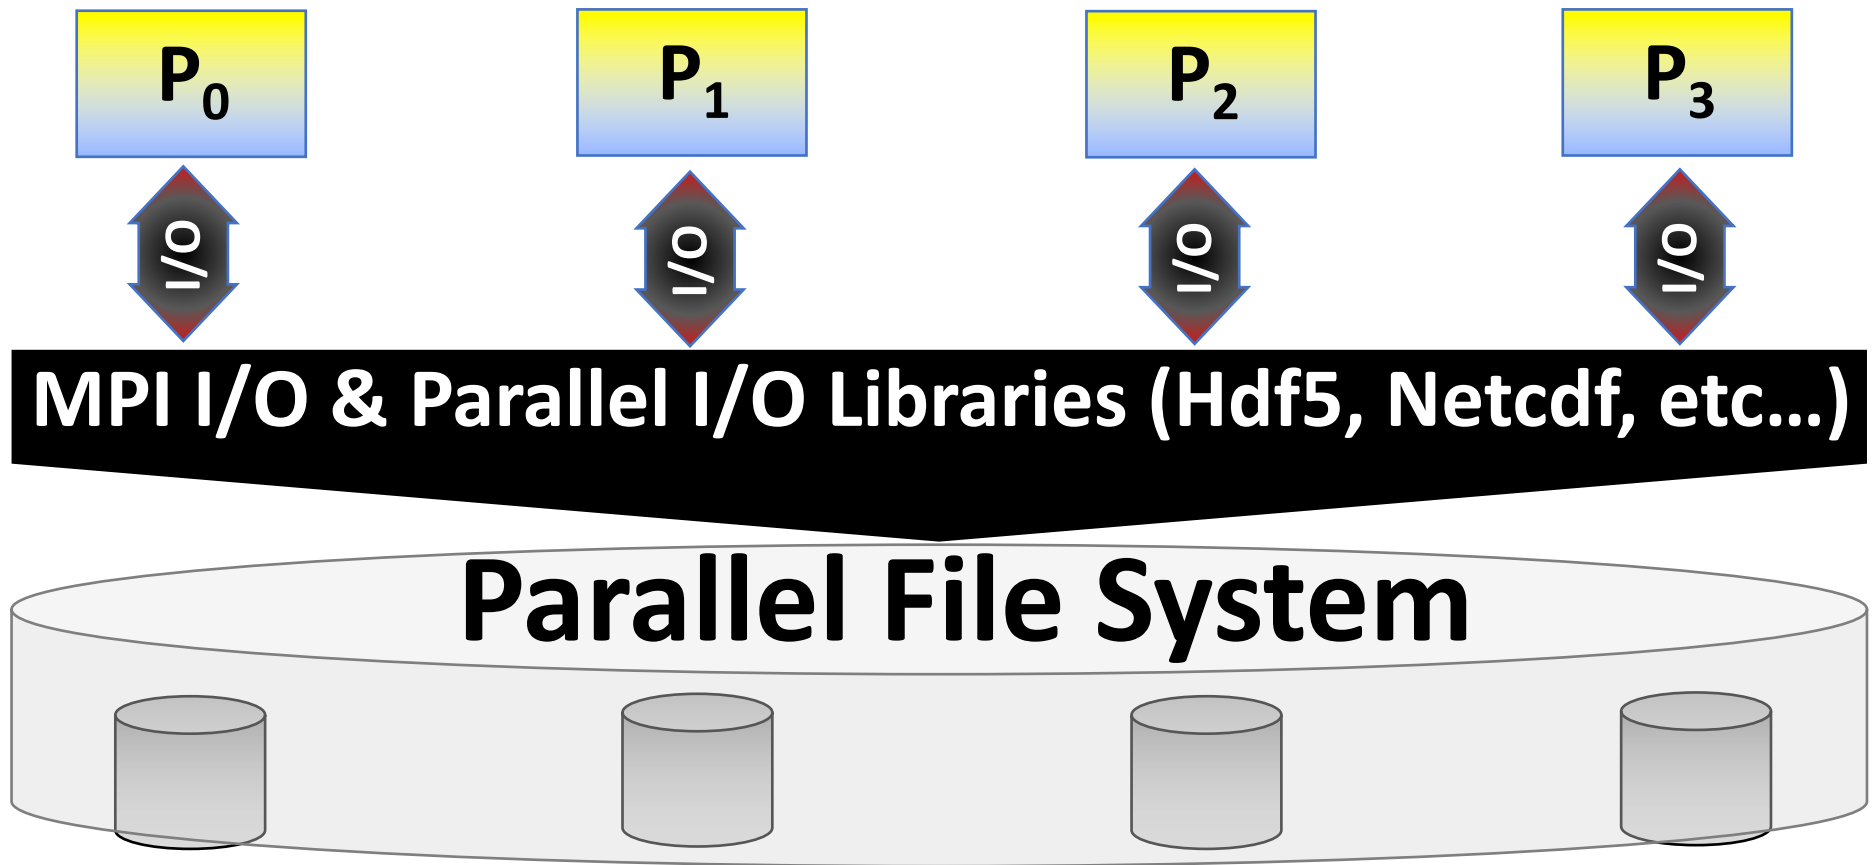 P0 P1 P2 P3
I/O I/O I/O I/O
MPI I/O & Parallel I/O Libraries (Hdf5, Netcdf, etc...)
Parallel File System